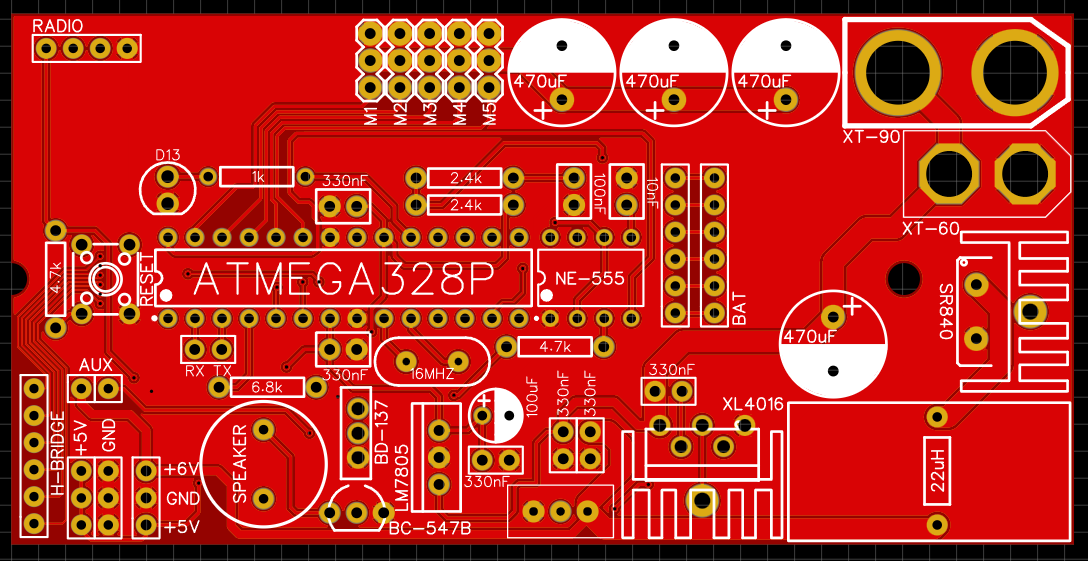 RADIO
M1
M2
M3
M4
M5
470uF
+
470uF
+
470uF
+
XT-90
D13
1k
330nF
2.4k
2.4k
100nF
10nF
XT-60
4.7k
RESET
ATMEGA328P
NE-555
BAT
SR840
470uF
+
RX TX
330nF
16MHZ
4.7k
AUX
6.8k
330nF
XL4016
100uF
+
330nF
330nF
H-BRIDGE
+5V
GND
SPEAKER
BD-137
LM7805
330nF
22uH
+6V
GND
+5V
BC-547B